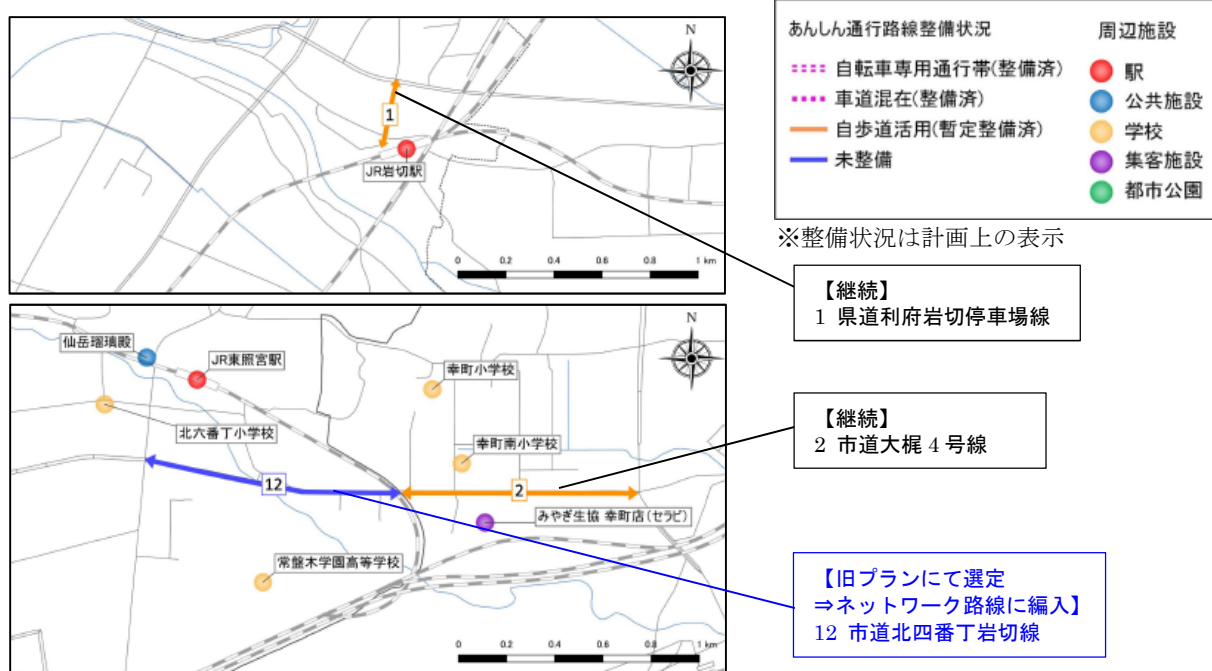 N
1
JR岩切駅
0 0.2 0.4 0.6 0.8 1 km
あんしん通行路線整備状況
自転車専用通行帯(整備済)
車道混在(整備済)
自歩道活用(暫定整備済)
未整備
周辺施設
駅
公共施設
学校
集客施設
都市公園
※整備状況は計画上の表示
【継続】
1 県道利府岩切停車場線
N
仙岳瑠璃殿
JR東照宮駅
幸町小学校
北六番丁小学校
幸町南小学校
12
2
みやぎ生協 幸町店(セラビ)
常盤木学園高等学校
0 0.2 0.4 0.6 0.8 1 km
【継続】
2 市道大梶4号線
【旧プランにて選定
⇒ネットワーク路線に編入】
12 市道北四番丁岩切線